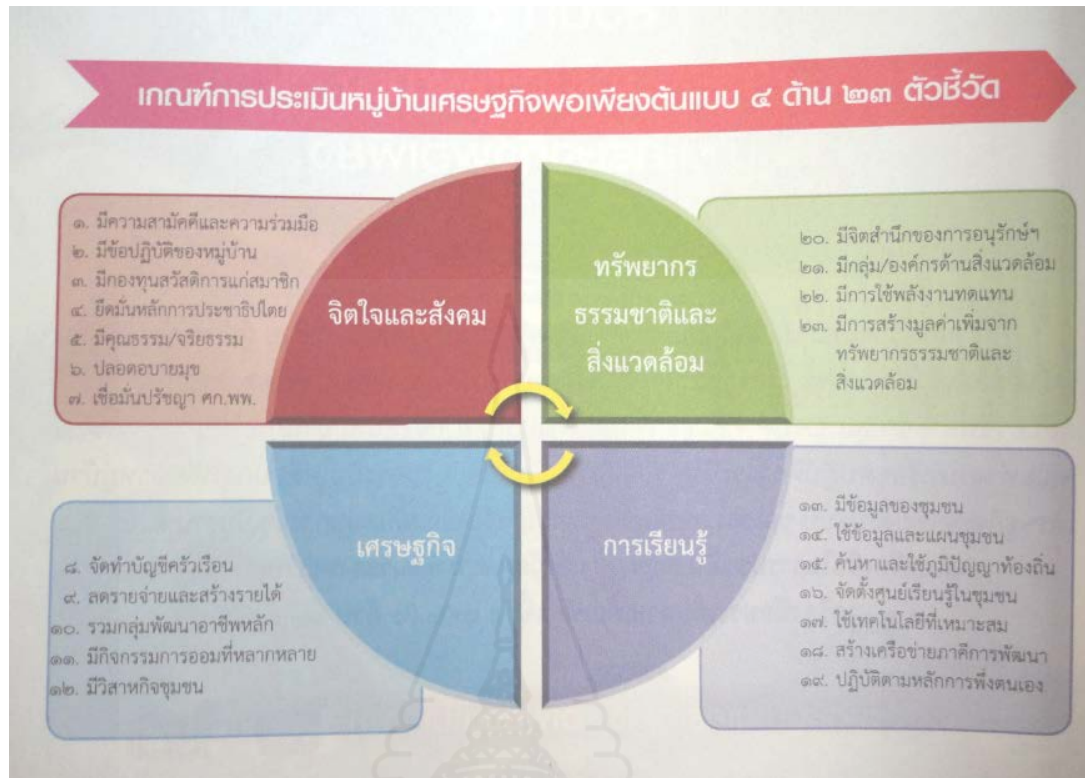 เกณฑ์การประเมินหมู่บ้านเศรษฐกิจพอเพียงต้นแบบ ๔ ด้าน ๒๓ ตัวชี้วัด
๑. มีความสามัคคีและความร่วมมือ
๒. มีข้อปฏิบัติของหมู่บ้าน
๓. มีกองทุนสวัสดิการแก่สมาชิก
๔. ยึดมั่นหลักการประชาธิปไตย
๕. มีคุณธรรม/จริยธรรม
๖. ปลอดอบายมุข
๗. เชื่อมั่นปรัชญา ศก.พพ.
จิตใจและสังคม
ทรัพยากร
ธรรมชาติและ
สิ่งแวดล้อม
๒๐. มีจิตสำนึกของการอนุรักษ์ฯ
๒๑. มีกลุ่ม/องค์กรด้านสิ่งแวดล้อม
๒๒. มีการใช้พลังงานทดแทน
๒๓. มีการสร้างมูลค่าเพิ่มจาก
ทรัพยากรธรรมชาติและ
สิ่งแวดล้อม
๘. จัดทำบัญชีครัวเรือน
๙. ลดรายจ่ายและสร้างรายได้
๑๐. รวมกลุ่มพัฒนาอาชีพหลัก
๑๑. มีกิจกรรมการออมที่หลากหลาย
๑๒. มีวิสาหกิจชุมชน
เศรษฐกิจ
การเรียนรู้
๑๓. มีข้อมูลของชุมชน
๑๔. ใช้ข้อมูลและแผนชุมชน
๑๕. ค้นหาและใช้ภูมิปัญญาท้องถิ่น
๑๖. จัดตั้งศูนย์เรียนรู้ในชุมชน
๑๗. ใช้เทคโนโลยีที่เหมาะสม
๑๘. สร้างเครือข่ายภาคีการพัฒนา
๑๙. ปฏิบัติตามหลักการพึ่งตนเอง